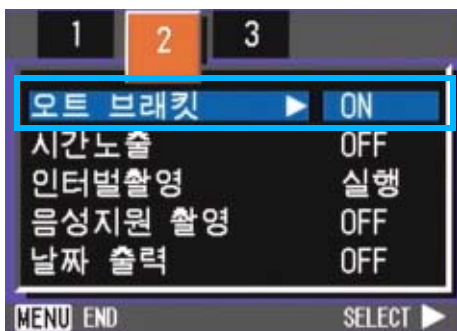 1 2 3
오트 브래킷 ▶ ON
시간노출 OFF
인터벌촬영 실행
음성지원 촬영 OFF
날짜 출력 OFF
MENU END SELECT ▶